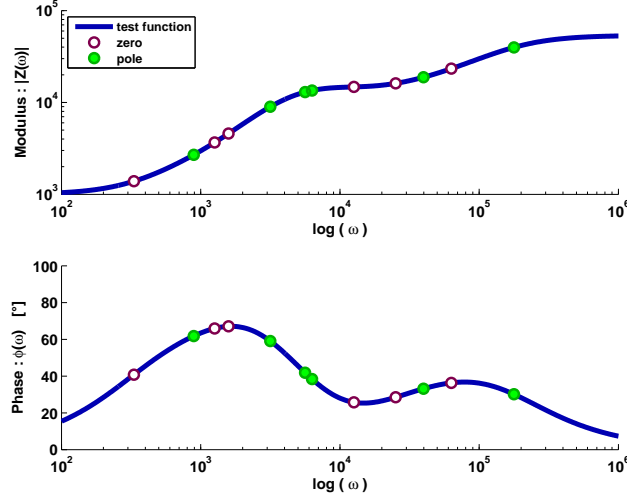 test function
zero
pole
Modulus : |Z(ω)|
10^4
10^3
10^2 10^3 10^4 10^5 10^6
log ( ω )
Phase : ϕ(ω) [°]
100
80
60
40
20
0
10^2 10^3 10^4 10^5 10^6
log ( ω )